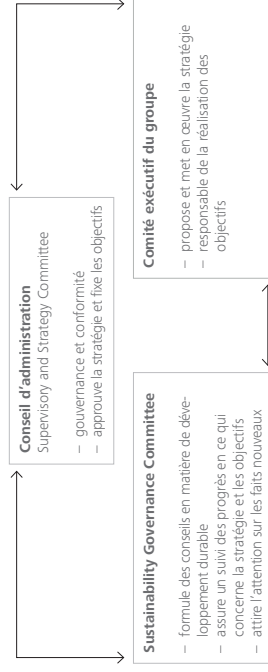 Conseil d'administration
Supervisory and Strategy Committee
– gouvernance et conformité
– approuve la stratégie et fixe les objectifs
Sustainability Governance Committee
– formule des conseils en matière de déve-
loppement durable
– assure un suivi des progrès en ce qui
concerne la stratégie et les objectifs
– attire l'attention sur les faits nouveaux
Comité exécutif du groupe
– propose et met en œuvre la stratégie
– responsable de la réalisation des
objectifs